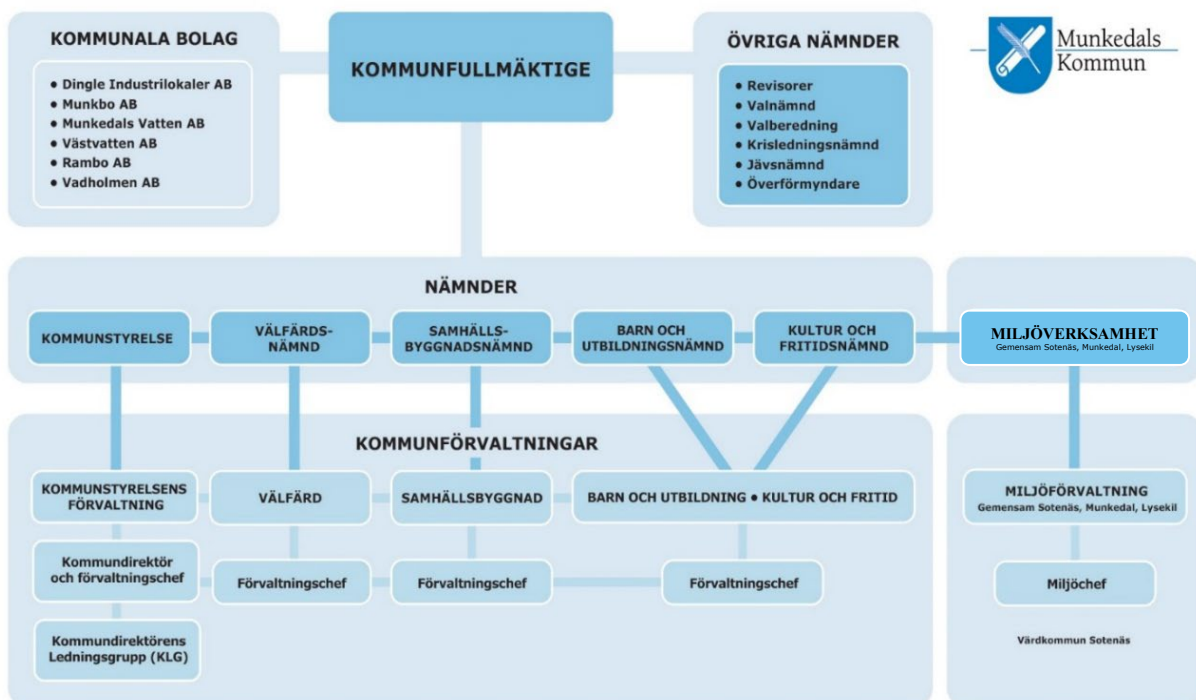 KOMMUNALA BOLAG
• Dingle Industrilokaler AB
• Munkbo AB
• Munkedals Vatten AB
• Västvatten AB
• Rambo AB
• Vadholmen AB
KOMMUNFULLMÄKTIGE
ÖVRIGA NÄMNDER
• Revisorer
• Valnämnd
• Valberedning
• Krisledningsnämnd
• Jävsnämnd
• Överförmyndare
Munkedals
Kommun
NÄMNDER
KOMMUNSTYRELSE
VÄLFÄRDS-
NÄMND
SAMHÄLLS-
BYGGNADSNÄMND
BARN OCH
UTBILDNINGSNÄMND
KULTUR OCH
FRITIDSNÄMND
MILJÖVERKSAMHET
Gemensam Sotenäs, Munkedal, Lysekil
KOMMUNFÖRVALTNINGAR
KOMMUNSTYRELSENS
FÖRVALTNING
VÄLFÄRD
SAMHÄLLSBYGGNAD
BARN OCH UTBILDNING • KULTUR OCH FRITID
MILJÖFÖRVALTNING
Gemensam Sotenäs, Munkedal, Lysekil
Kommundirektör
och förvaltningschef
Förvaltningschef
Förvaltningschef
Förvaltningschef
Miljöchef
Kommundirektörens
Ledningsgrupp (KLG)
Värdkommun Sotenäs